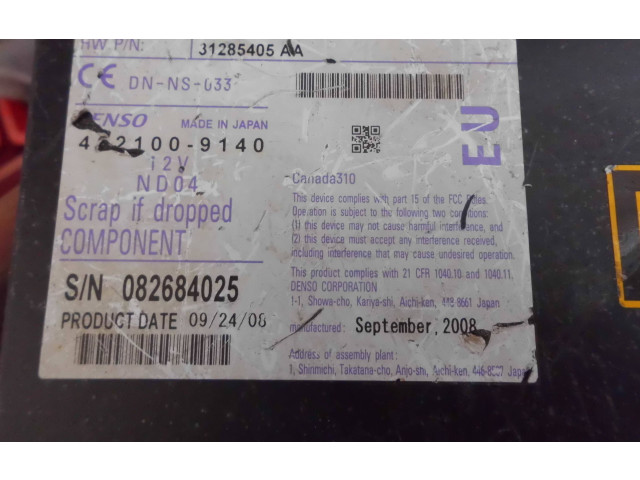 HW P/N: 31285405 AA
CE DN-NS-033
DENSO MADE IN JAPAN
EU
422100-9140
12V
ND04
Scrap if dropped
COMPONENT
S/N 082684025
PRODUCT DATE 09/24/08
Canada310
This device complies with part 15 of the FCC Rules
Operation is subject to the following two conditions:
(1) this device may not cause harmful interference, and
(2) this device must accept any interference received,
including interference that may cause undesired operation.
This product complies with 21 CFR 1040.10 and 1040.11.
DENSO CORPORATION
1-1, Showa-cho, Kariya-shi, Aichi-ken, 448-8661 Japan
manufactured: September, 2008
Address of assembly plant:
1, Shinmichi, Takatana-cho, Anjo-shi, Aichi-ken, Japan